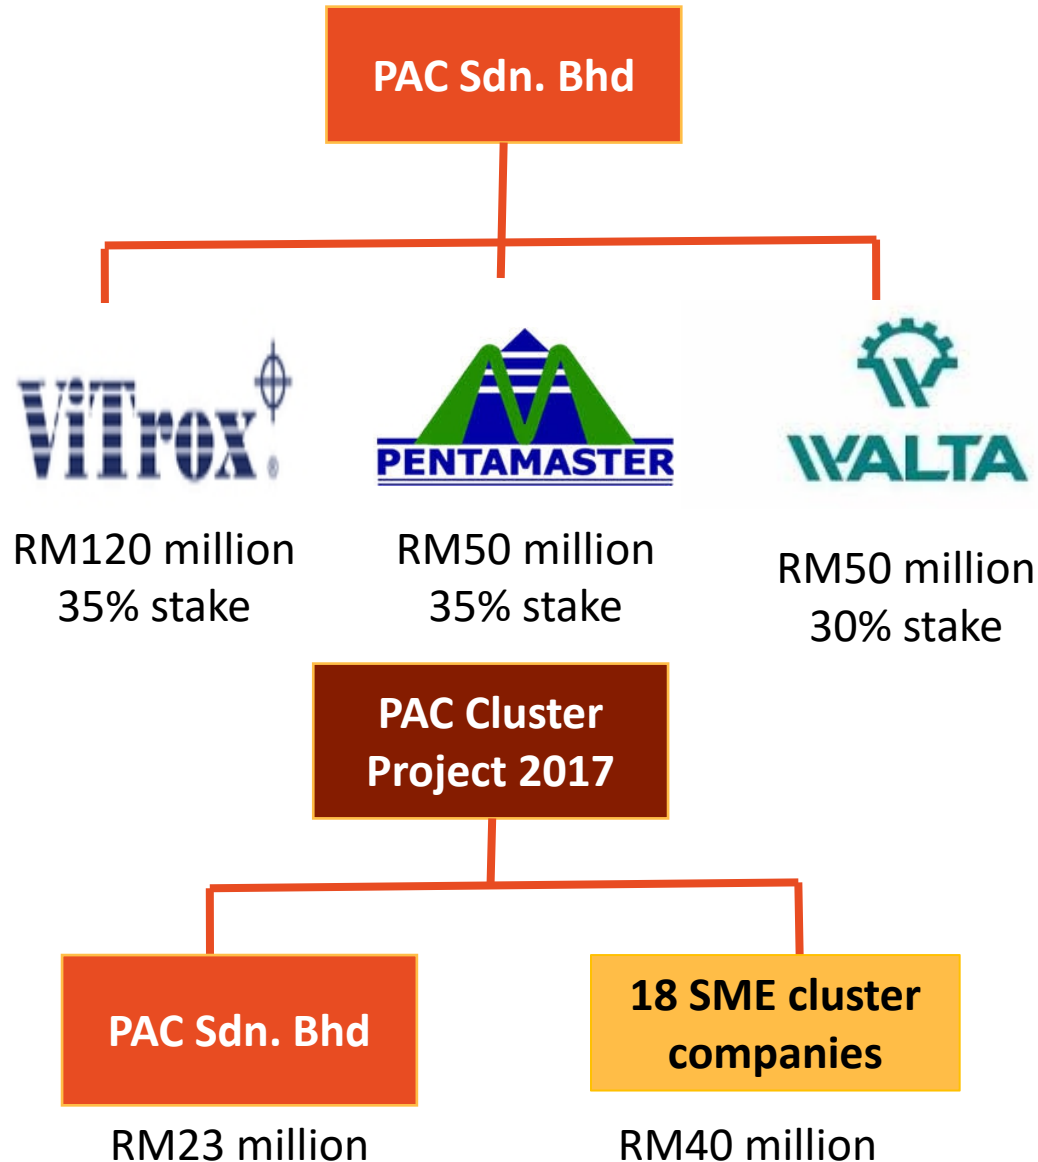 PAC Sdn. Bhd
ViTrox
®
PENTAMASTER
WALTA
RM120 million
35% stake
RM50 million
35% stake
RM50 million
30% stake
PAC Cluster
Project 2017
PAC Sdn. Bhd
18 SME cluster
companies
RM23 million
RM40 million